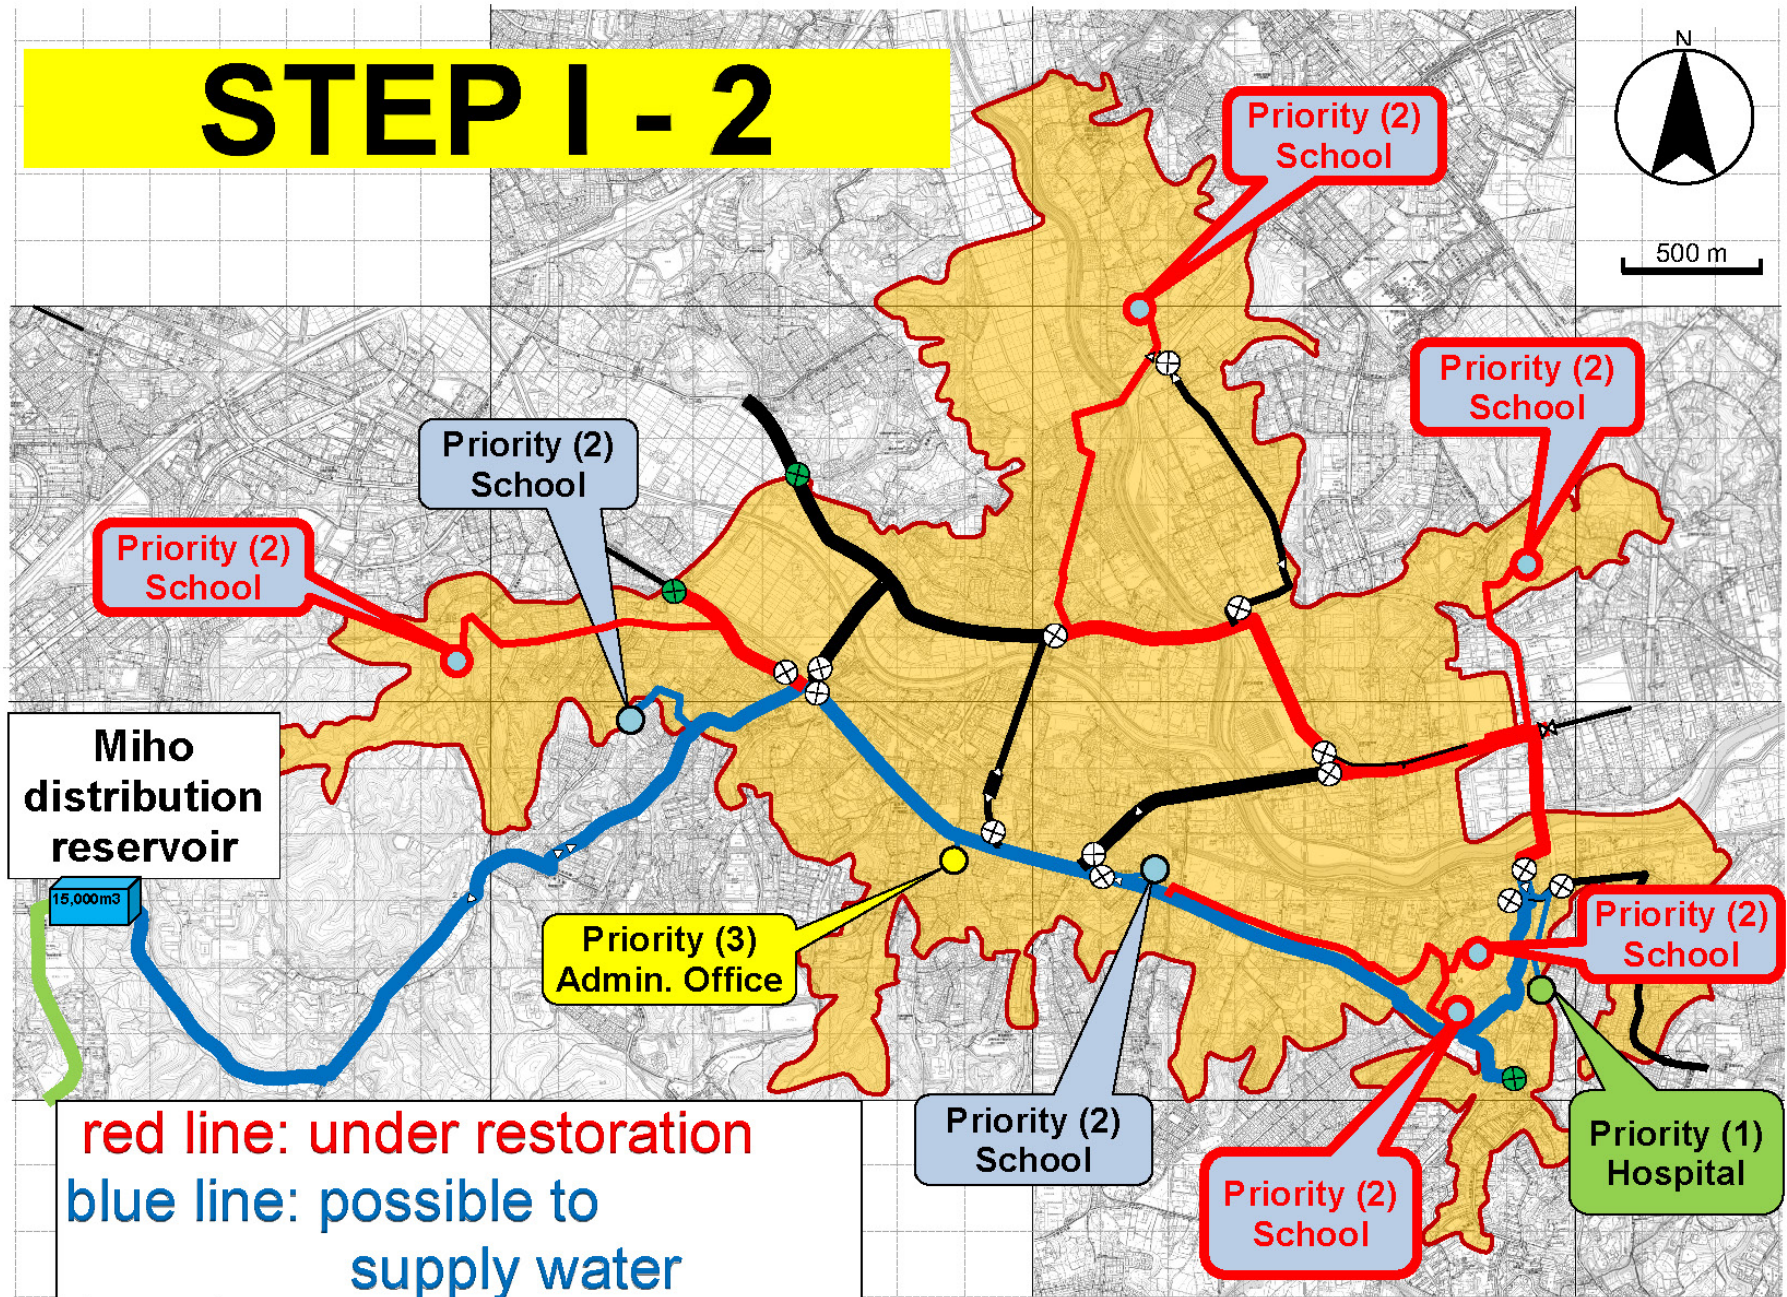 STEP I - 2
N
500 m
Priority (2)
School
Priority (2)
School
Priority (2)
School
Priority (2)
School
Miho
distribution
reservoir
15,000m3
Priority (3)
Admin. Office
Priority (2)
School
Priority (2)
School
Priority (2)
School
Priority (1)
Hospital
red line: under restoration
blue line: possible to
supply water